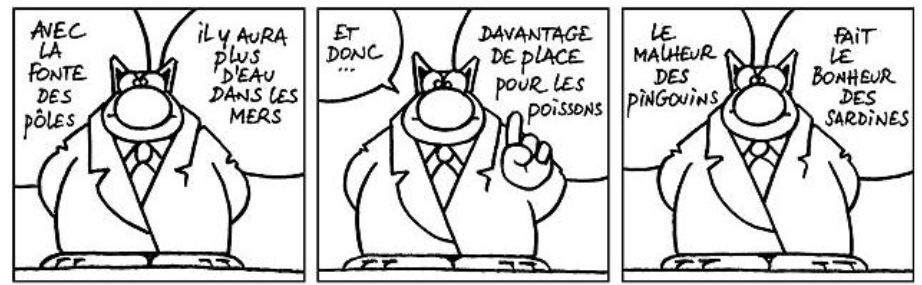 AVEC
LA
FONTE
DES
PÔLES
iL Y AURA
PLUS
D'EAU
DANS LES
MERS
ET
DONC
...
DAVANTAGE
DE PLACE
POUR LES
POISSONS
LE
MALHEUR
DES
PiNGOUiNS
FAiT
LE
BONHEUR
DES
SARDiNES